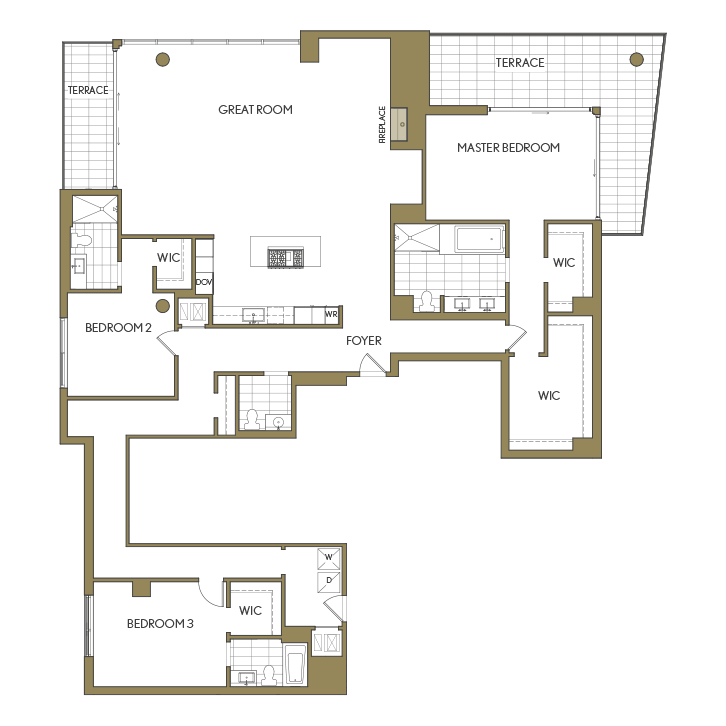 TERRACE
TERRACE
GREAT ROOM
FIREPLACE
MASTER BEDROOM
WIC
WIC
DOV
WR
BEDROOM 2
FOYER
WIC
W
D
WIC
BEDROOM 3